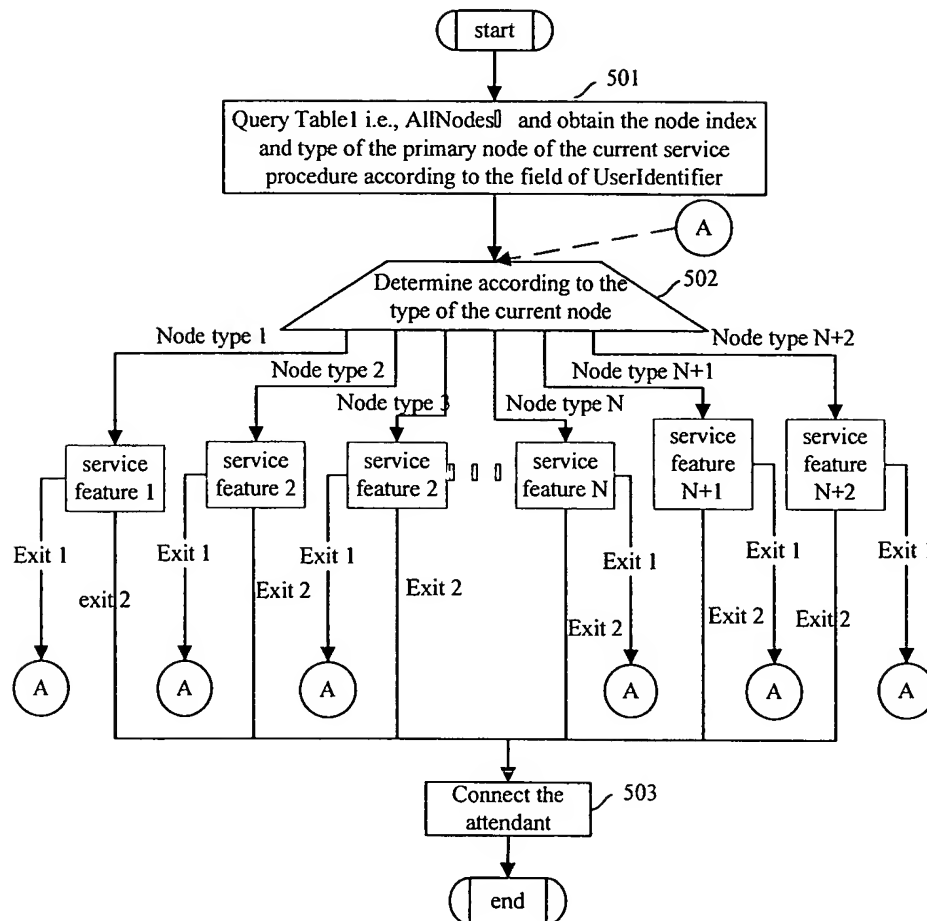 start
501
Query Table1 i.e., AllNodes▯ and obtain the node index
and type of the primary node of the current service
procedure according to the field of UserIdentifier
A
Determine according to the
type of the current node
502
Node type 1
Node type 2
Node type 3
Node type N
Node type N+1
Node type N+2
service
feature 1
service
feature 2
service
feature 2
▯ ▯ ▯
service
feature N
service
feature
N+1
service
feature
N+2
Exit 1
exit 2
Exit 1
Exit 2
Exit 1
Exit 2
Exit 1
Exit 2
Exit 1
Exit 2
Exit 1
Exit 2
A
A
A
A
A
A
Connect the
attendant
503
end